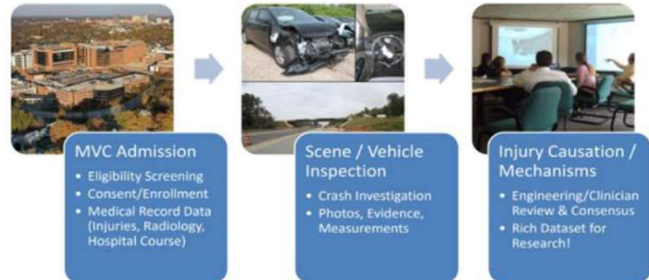 MVC Admission
• Eligibility Screening
• Consent/Enrollment
• Medical Record Data
(Injuries, Radiology,
Hospital Course)
Scene / Vehicle
Inspection
• Crash Investigation
• Photos, Evidence,
Measurements
Injury Causation /
Mechanisms
• Engineering/Clinician
Review & Consensus
• Rich Dataset for
Research!